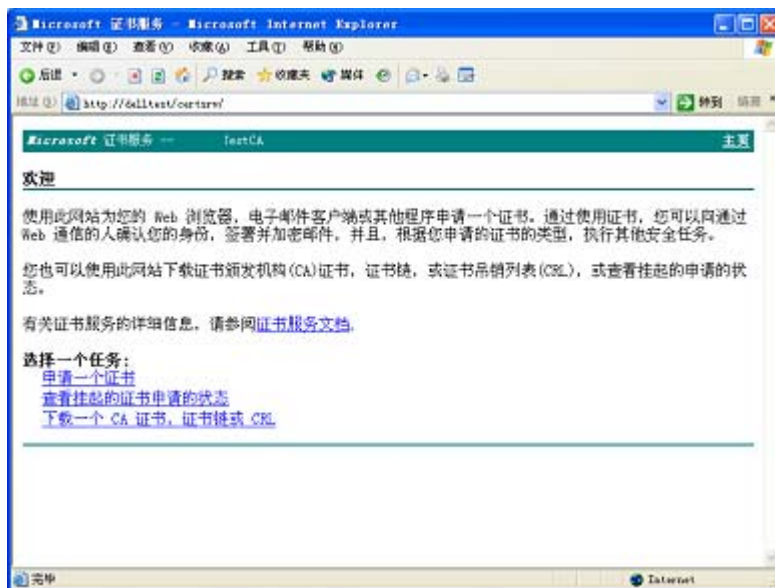 Microsoft 证书服务 - Microsoft Internet Explorer
文件(F) 编辑(E) 查看(V) 收藏(A) 工具(T) 帮助(H)
后退 搜索 收藏夹 媒体
地址(D) http://delltest/certsrv/ 转到 链接
Microsoft 证书服务 -- TestCA 主页
欢迎
使用此网站为您的 Web 浏览器，电子邮件客户端或其他程序申请一个证书。通过使用证书，您可以向通过
Web 通信的人确认您的身份，签署并加密邮件，并且，根据您申请的证书的类型，执行其他安全任务。
您也可以使用此网站下载证书颁发机构(CA)证书，证书链，或证书吊销列表(CRL)，或查看挂起的申请的状
态。
有关证书服务的详细信息，请参阅证书服务文档.
选择一个任务:
申请一个证书
查看挂起的证书申请的状态
下载一个 CA 证书，证书链或 CRL
完毕 Internet